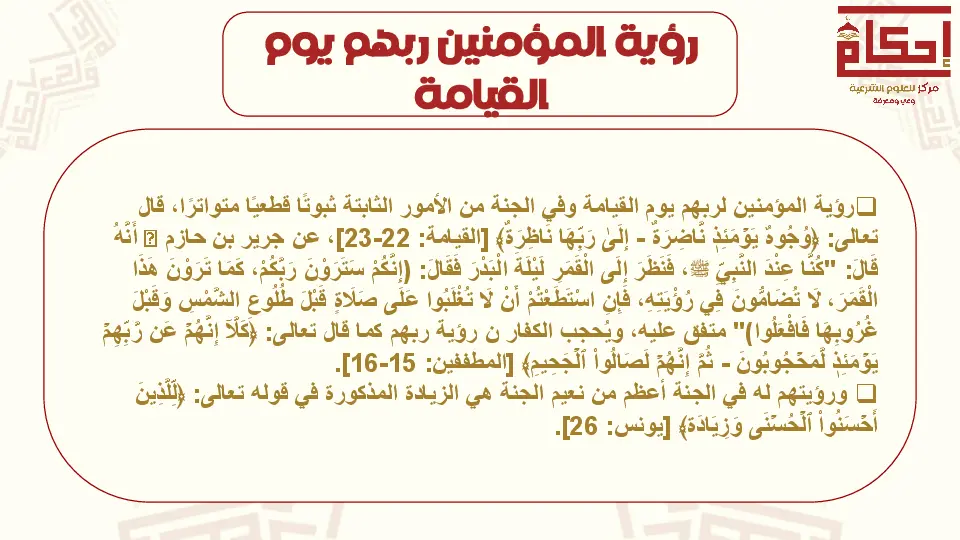 رؤية المؤمنين ربهم يوم
القيامة
إحكام
مركز للعلوم الشرعية
وعي ومعرفة
❑رؤية المؤمنين لربهم يوم القيامة وفي الجنة من الأمور الثابتة ثبوتًا قطعيًا متواترًا، قال
تعالى: ﴿وُجُوهٌ يَوْمَئِذٍ نَّاضِرَةٌ - إِلَىٰ رَبِّهَا نَاظِرَةٌ﴾ [القيامة: 22-23]، عن جرير بن حازم أَنَّهُ
قَالَ: "كُنَّا عِنْدَ النَّبِيِّ ﷺ، فَنَظَرَ إِلَى الْقَمَرِ لَيْلَةَ الْبَدْرَ فَقَالَ: (إِنَّكُمْ سَتَرَوْنَ رَبَّكُمْ، كَمَا تَرَوْنَ هَذَا
الْقَمَرَ، لَا تُضَامُّونَ فِي رُؤْيَتِهِ، فَإِنِ اسْتَطَعْتُمْ أَنْ لَا تُغْلَبُوا عَلَى صَلَاةٍ قَبْلَ طُلُوعِ الشَّمْسِ وَقَبْلَ
غُرُوبِهَا فَافْعَلُوا)" متفق عليه، ويُحجب الكفار ن رؤية ربهم كما قال تعالى: ﴿كَلَّآ إِنَّهُمْ عَن رَّبِّهِمْ
يَوْمَئِذٍ لَّمَحْجُوبُونَ - ثُمَّ إِنَّهُمْ لَصَالُواْ ٱلْجَحِيمِ﴾ [المطففين: 15-16].
❑ ورؤيتهم له في الجنة أعظم من نعيم الجنة هي الزيادة المذكورة في قوله تعالى: ﴿لِّلَّذِينَ
أَحْسَنُواْ ٱلْحُسْنَى وَزِيَادَة﴾ [يونس: 26].